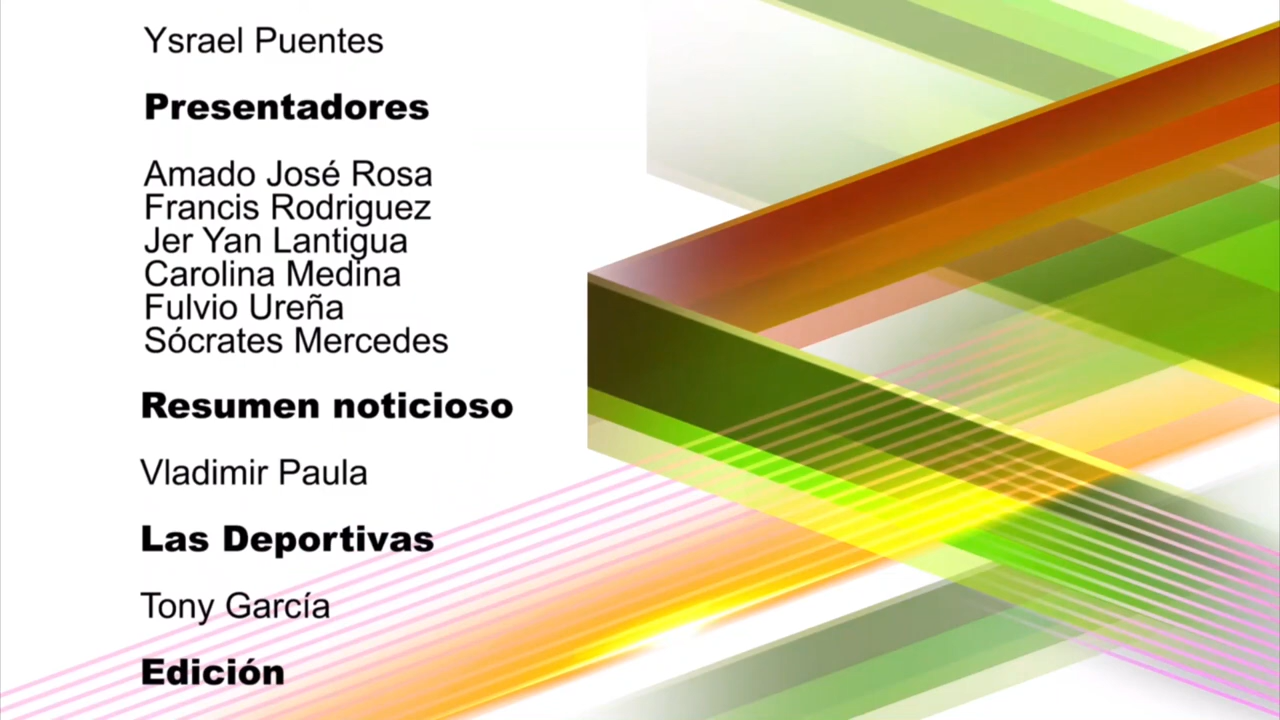 Ysrael Puentes
Presentadores
Amado José Rosa
Francis Rodriguez
Jer Yan Lantigua
Carolina Medina
Fulvio Ureña
Sócrates Mercedes
Resumen noticioso
Vladimir Paula
Las Deportivas
Tony García
Edición